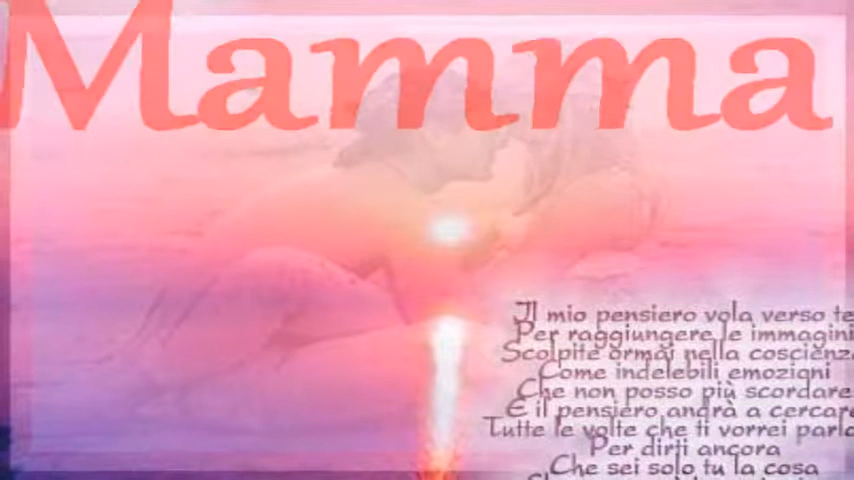 Mamma
Il mio pensiero vola verso te
Per raggiungere le immagini
Scolpite ormai nella coscienza
Come indelebili emozioni
Che non posso più scordare
E il pensiero andrà a cercare
Tutte le volte che ti vorrei parla
Per dirti ancora
Che sei solo tu la cosa